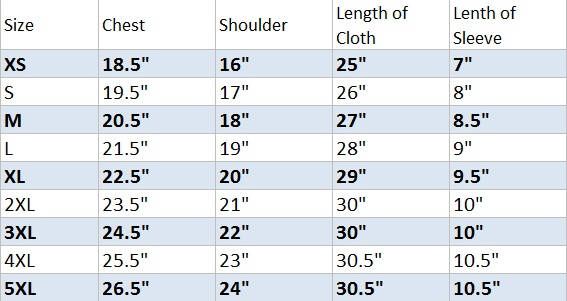 Size Chest Shoulder Length of Cloth Lenth of Sleeve
XS 18.5" 16" 25" 7"
S 19.5" 17" 26" 8"
M 20.5" 18" 27" 8.5"
L 21.5" 19" 28" 9"
XL 22.5" 20" 29" 9.5"
2XL 23.5" 21" 30" 10"
3XL 24.5" 22" 30" 10"
4XL 25.5" 23" 30.5" 10.5"
5XL 26.5" 24" 30.5" 10.5"